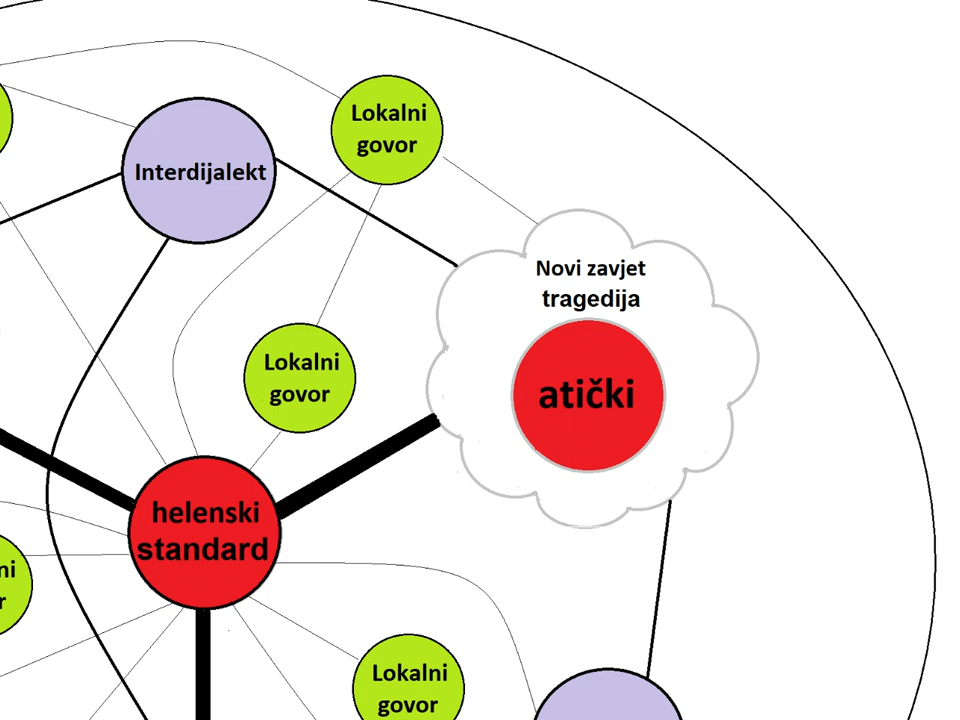 Lokalni
govor
Interdijalekt
Novi zavjet
tragedija
Lokalni
govor
atički
helenski
standard
ni
r
Lokalni
govor